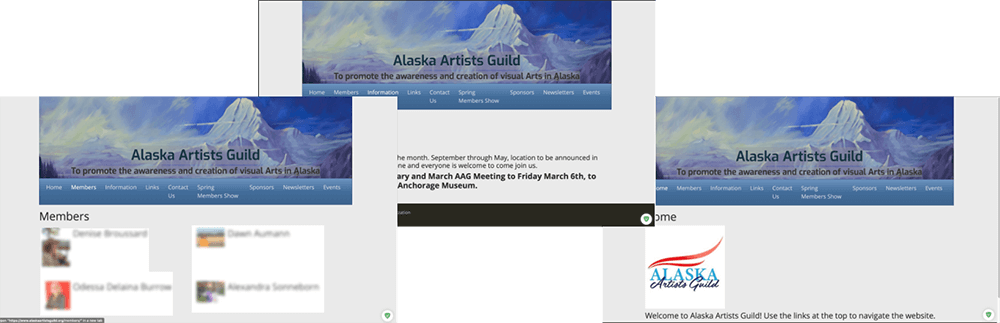 Alaska Artists Guild
To promote the awareness and creation of visual Arts in Alaska
Home Members Information Links Contact Us Spring Members Show Sponsors Newsletters Events
he month. September through May, location to be announced in
ne and everyone is welcome to come join us.
ary and March AAG Meeting to Friday March 6th, to
Anchorage Museum.
Alaska Artists Guild
To promote the awareness and creation of visual Arts in Alaska
Home Members Information Links Contact Us Spring Members Show Sponsors Newsletters Events
Members
Denise Broussard
Dawn Aumann
Odessa Delaina Burrow
Alexandra Sonneborn
Alaska Artists Guild
To promote the awareness and creation of visual Arts in Alaska
ome Members Information Links Contact Us Spring Members Show Sponsors Newsletters Events
ome
ALASKA
Artists Guild
Welcome to Alaska Artists Guild! Use the links at the top to navigate the website.